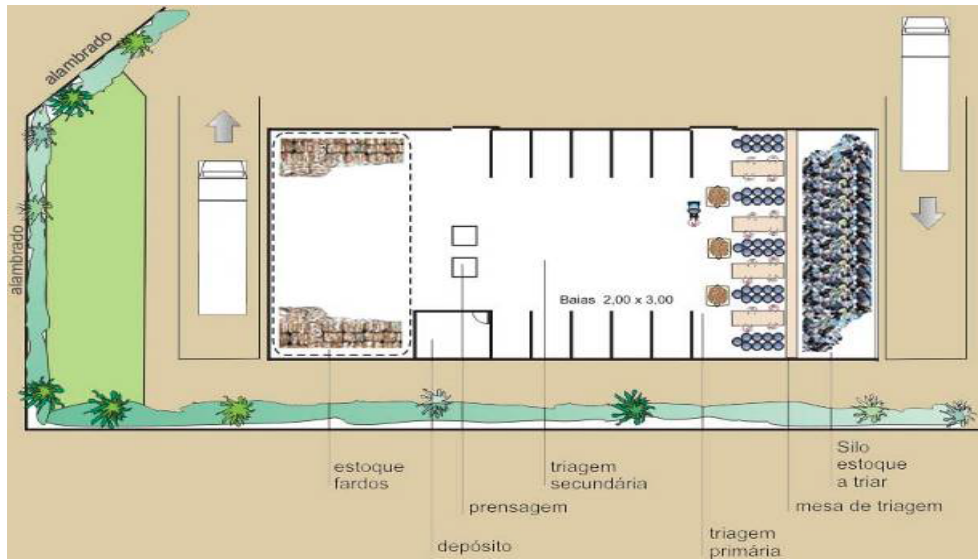 alambrado
alambrado
Baias 2,00 x 3,00
estoque
fardos
prensagem
depósito
triagem
secundária
triagem
primária
mesa de triagem
Silo
estoque
a triar